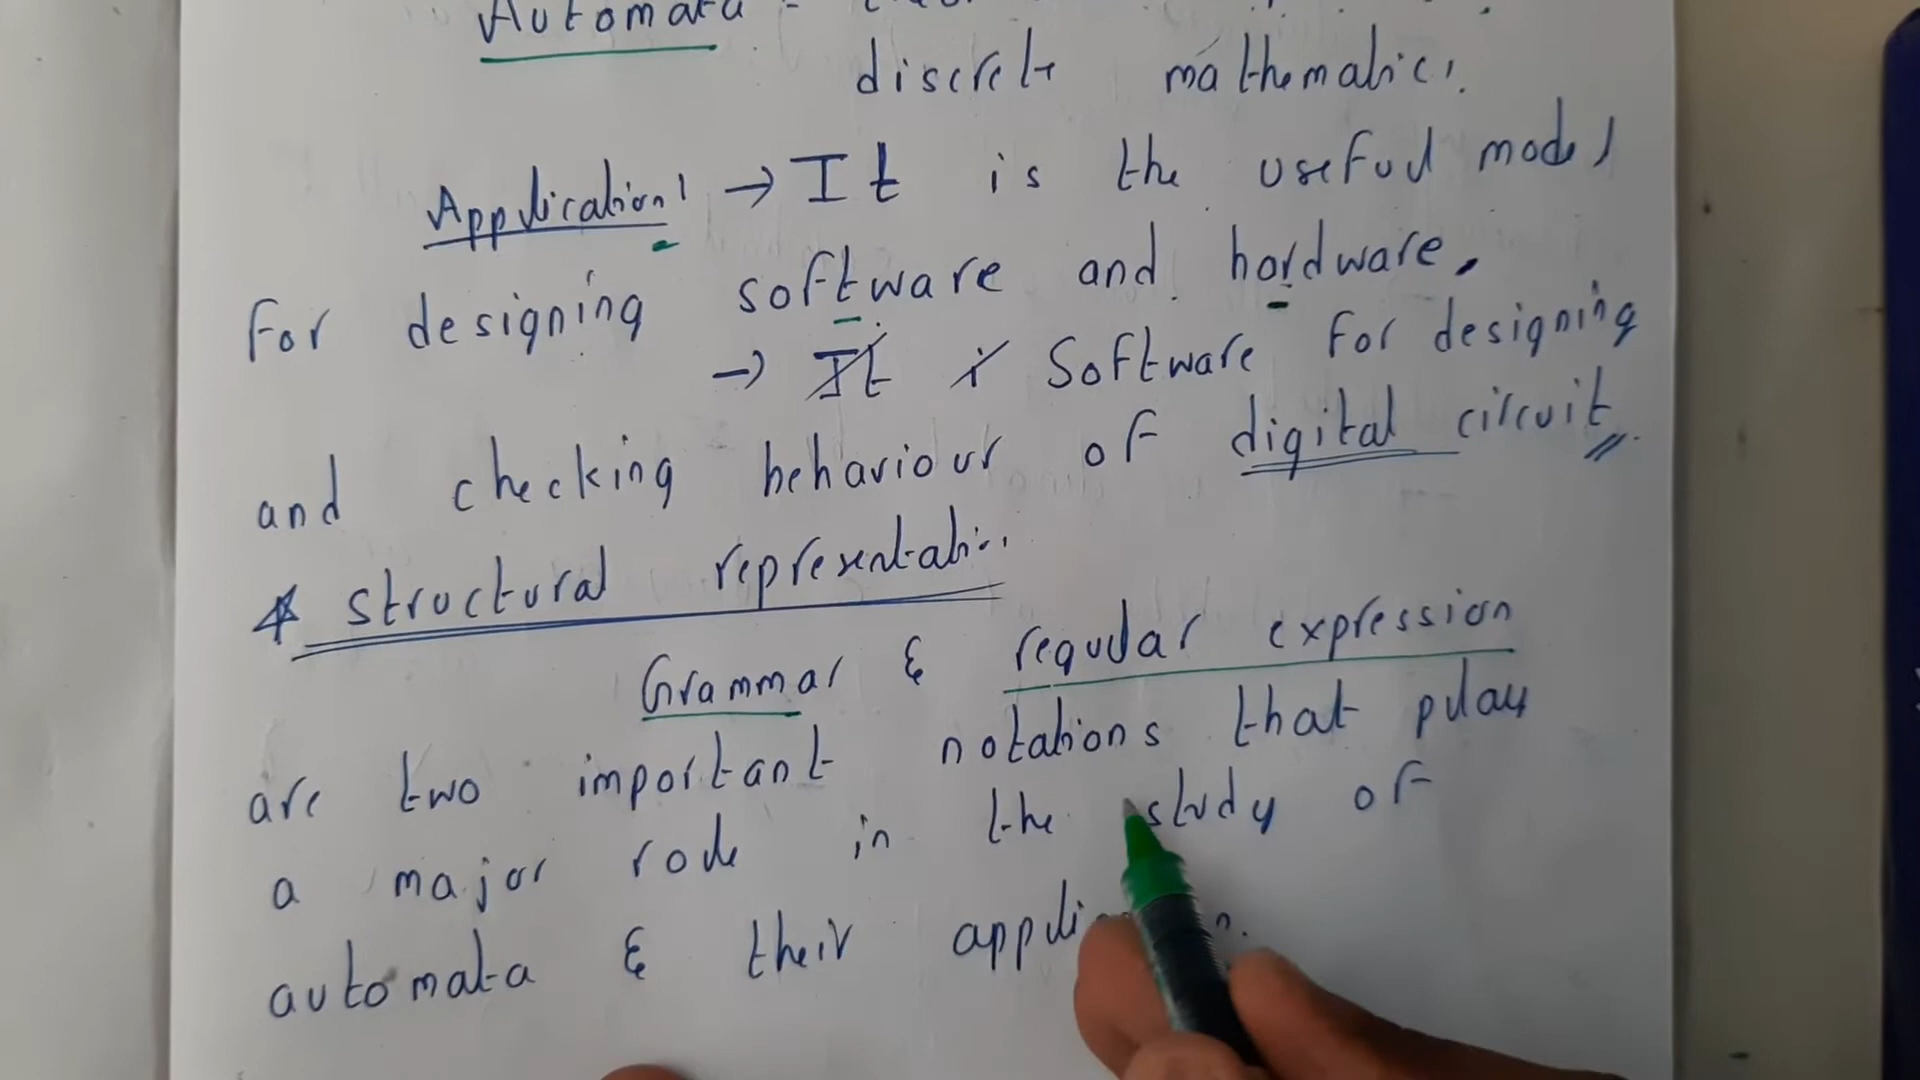 Automata -
discrete mathematics.
Application: → It is the useful model
for designing software and hardware.
→ It is Software for designing
and checking behaviour of digital circuit
* structural representation:
Grammar & regular expression
are two important notations that play
a major role in the study of
automata & their